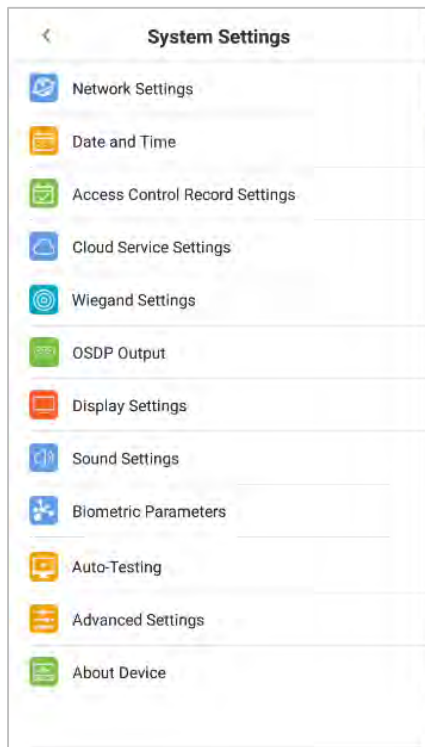 System Settings
Network Settings
Date and Time
Access Control Record Settings
Cloud Service Settings
Wiegand Settings
OSDP Output
Display Settings
Sound Settings
Biometric Parameters
Auto-Testing
Advanced Settings
About Device